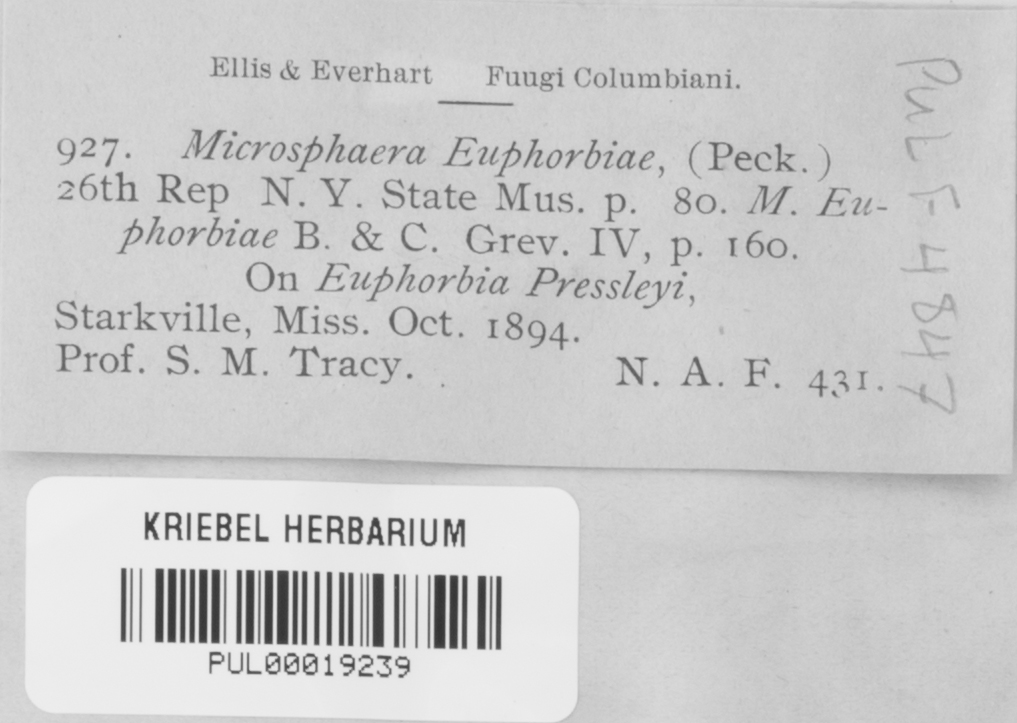 Ellis & Everhart Fuugi Columbiani.
927. Microsphaera Euphorbiae, (Peck.)
26th Rep N. Y. State Mus. p. 80. M. Eu-
phorbiae B. & C. Grev. IV, p. 160.
On Euphorbia Pressleyi,
Starkville, Miss. Oct. 1894.
Prof. S. M. Tracy. N. A. F. 431.
PUL F-4847
KRIEBEL HERBARIUM
PUL00019239